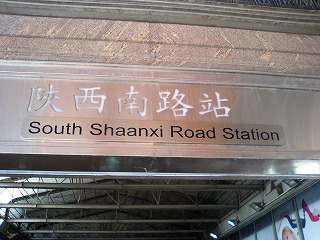 陕西南路站
South Shaanxi Road Station